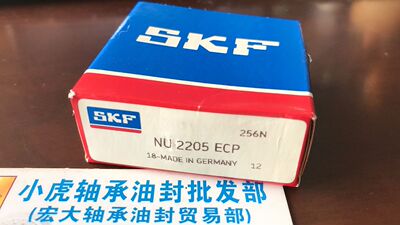 SKF
SKF
256N
NU 2205 ECP
18-MADE IN GERMANY 12
小虎轴承油封批发部
(宏大轴承油封贸易部)